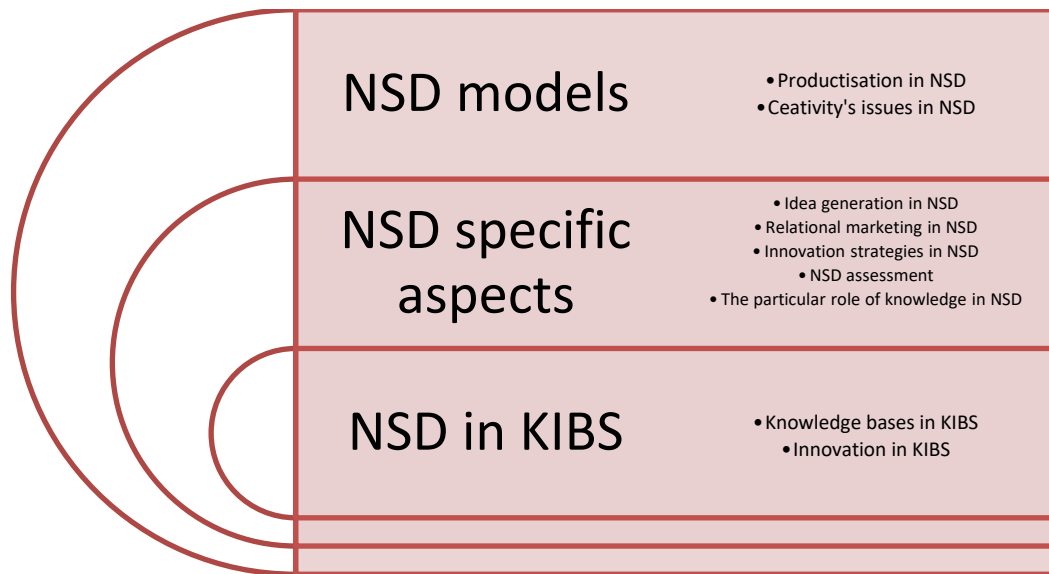 NSD models
•Productisation in NSD
•Ceativity's issues in NSD
NSD specific
aspects
•Idea generation in NSD
•Relational marketing in NSD
•Innovation strategies in NSD
•NSD assessment
•The particular role of knowledge in NSD
NSD in KIBS
•Knowledge bases in KIBS
•Innovation in KIBS